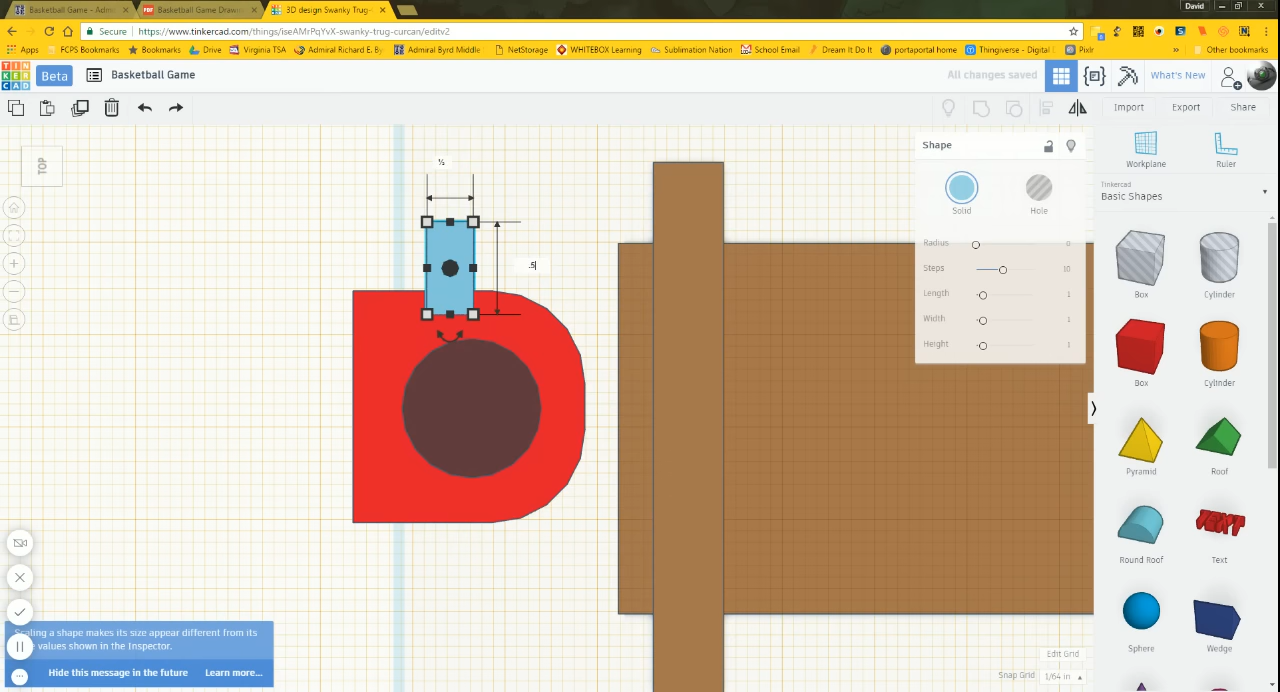 Basketball Game - Adm
Basketball Game Drawin
3D design Swanky Trug-
David
Secure
https://www.tinkercad.com/things/iseAMrPqYvX-swanky-trug-curcan/editv2
Apps
FCPS Bookmarks
Bookmarks
Drive
Virginia TSA
Admiral Richard E. By
Admiral Byrd Middle
NetStorage
WHITEBOX Learning
Sublimation Nation
School Email
Dream It Do It
portaportal home
Thingiverse - Digital
Pixlr
»
Other bookmarks
TIN
KER
CAD
Beta
Basketball Game
All changes saved
What's New
Import
Export
Share
TOP
½
.5
Shape
Solid
Hole
Radius
0
Steps
10
Length
1
Width
1
Height
1
Workplane
Ruler
Tinkercad
Basic Shapes
Box
Cylinder
Box
Cylinder
Pyramid
Roof
Round Roof
Text
TEXT
Sphere
Wedge
Scaling a shape makes its size appear different from its
values shown in the Inspector.
Hide this message in the future
Learn more...
Edit Grid
Snap Grid
1/64 in